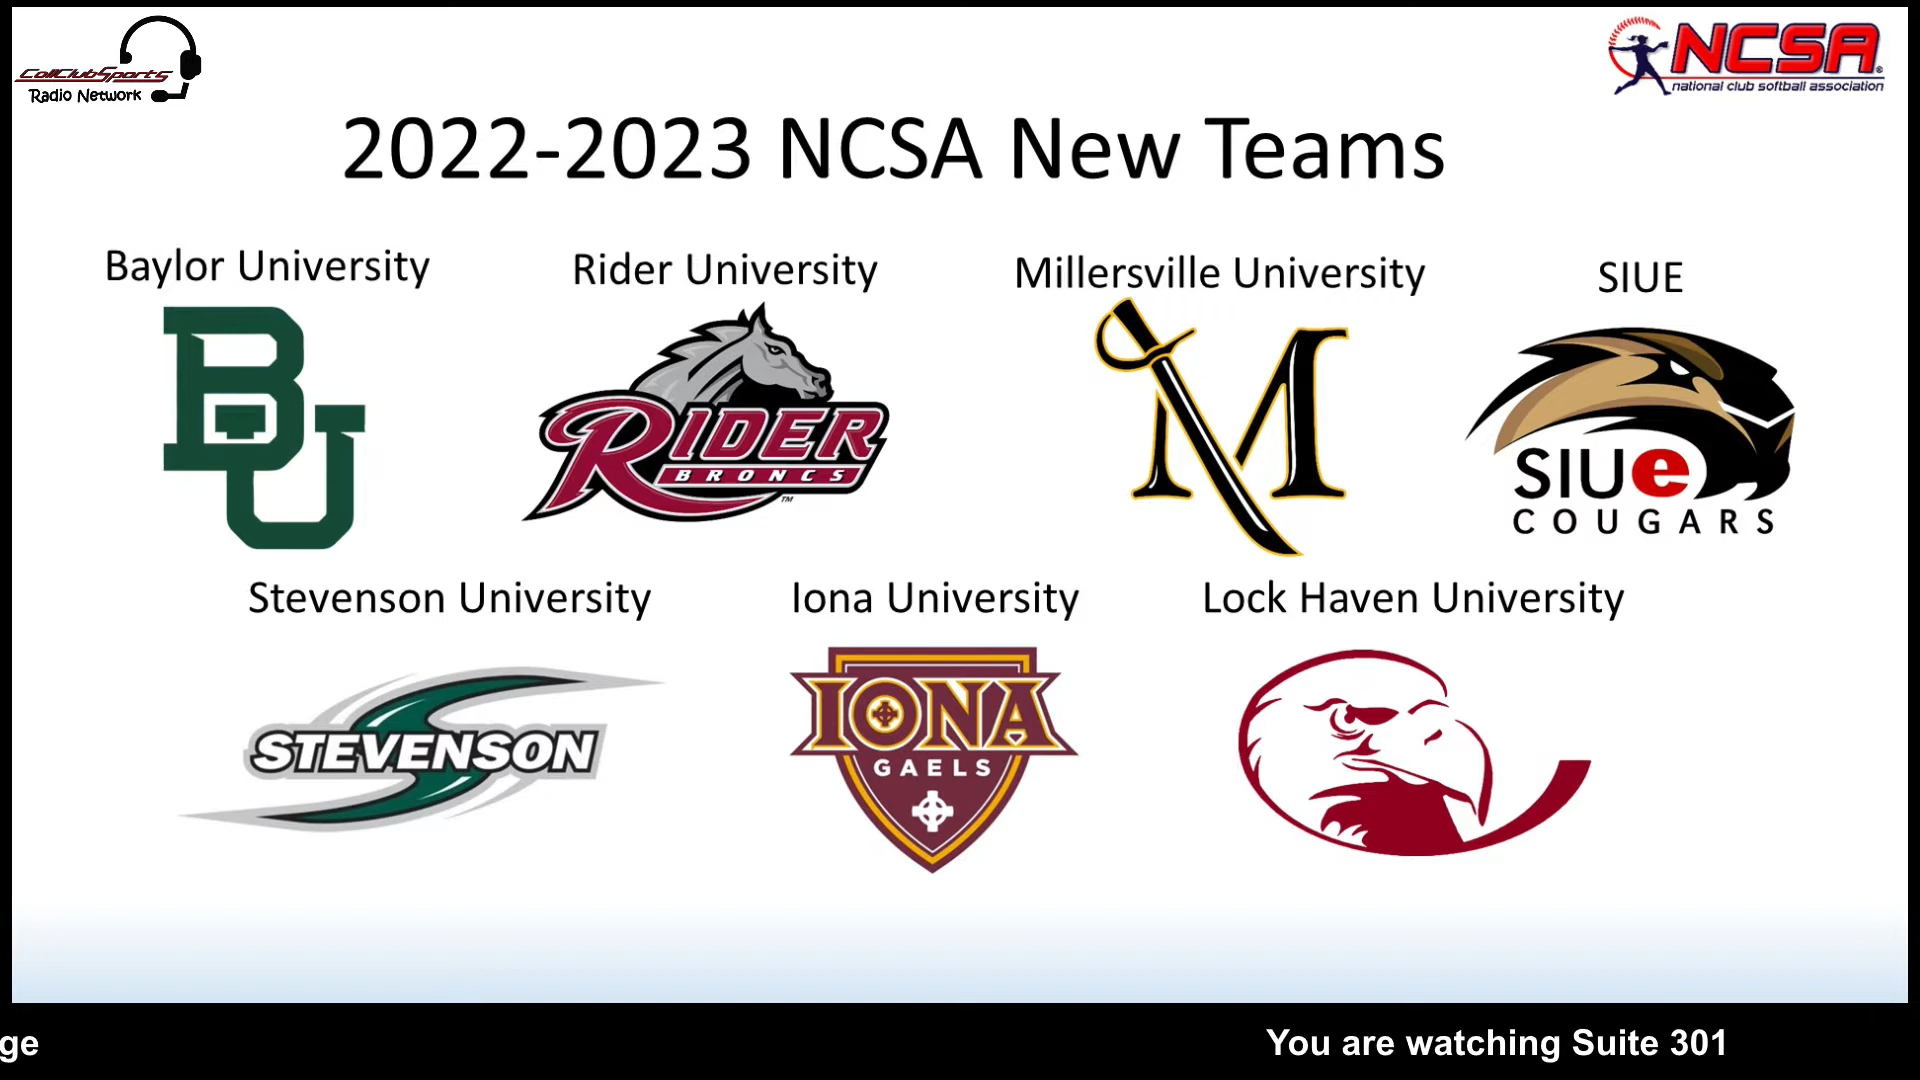 CollClubSports
Radio Network
NCSA®
national club softball association
2022-2023 NCSA New Teams
Baylor University
Rider University
Millersville University
SIUE
BU
RIDER
BRONCS
TM
M
SIUe
COUGARS
Stevenson University
Iona University
Lock Haven University
STEVENSON
IONA
GAELS
ge
You are watching Suite 301